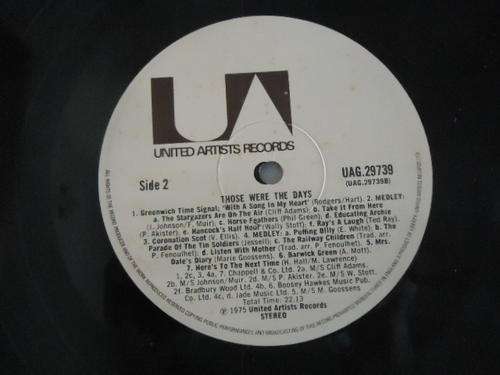 UA
UNITED ARTISTS RECORDS
Side 2
UAG.29739
(UAG.29739B)
THOSE WERE THE DAYS
1. Greenwich Time Signal; 'With A Song In My Heart' (Rodgers/Hart) 2. MEDLEY:
a. The Stargazers Are On The Air (Cliff Adams) b. Take It From Here
(J. Johnson/F. Muir) c. Horse Feathers (Phil Green) d. Educating Archie
(P. Akister) e. Hancock's Half Hour (Wally Stott) f. Ray's A Laugh (Ted Ray)
3. Coronation Scot (V. Ellis) 4. MEDLEY: a. Puffing Billy (E. White) b. The
Parade Of The Tin Soldiers (Jessell) c. The Railway Children (Trad. arr.
P. Fenoulhet) d. Listen With Mother (Trad. arr. P. Fenoulhet) 5. Mrs.
Dale's Diary (Marie Goossens) 6. Barwick Green (A. Mott)
7. Here's To The Next Time (H. Hall/M. Lawrence)
1, 2c, 3, 4a, 7, Chappell & Co. Ltd. 2a. M/S Cliff Adams.
2b. M/S Johnson/Muir. 2d. M/S P. Akister. 2e. M/S W. Stott.
2f. Bradbury Wood Ltd. 4b, 6. Boosey Hawkes Music Pub.
Co. Ltd. 4c, d. Jade Music Ltd. 5. M/S M. Goossens
Total Time: 22.13
℗ 1975 United Artists Records
STEREO